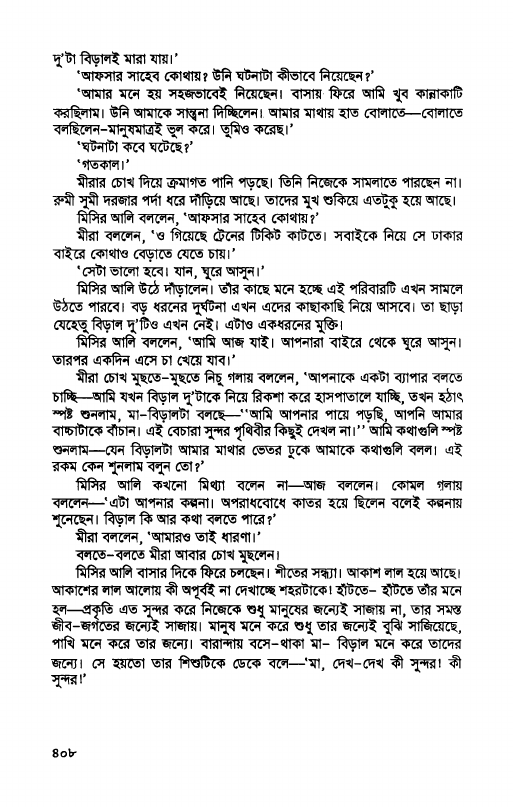 দু'টা বিড়ালই মারা যায়।'
'আফসার সাহেব কোথায়? উনি ঘটনাটা কীভাবে নিয়েছেন?'
'আমার মনে হয় সহজভাবেই নিয়েছেন। বাসায় ফিরে আমি খুব কান্নাকাটি
করছিলাম। উনি আমাকে সান্ত্বনা দিচ্ছিলেন। আমার মাথায় হাত বোলাতে—বোলাতে
বলছিলেন–মানুষমাত্রই ভুল করে। তুমিও করেছ।'
'ঘটনাটা কবে ঘটেছে?'
'গতকাল।'
মীরার চোখ দিয়ে ক্রমাগত পানি পড়ছে। তিনি নিজেকে সামলাতে পারছেন না।
রুমী সুমী দরজার পর্দা ধরে দাঁড়িয়ে আছে। তাদের মুখ শুকিয়ে এতটুকু হয়ে আছে।
মিসির আলি বললেন, 'আফসার সাহেব কোথায়?'
মীরা বললেন, 'ও গিয়েছে ট্রেনের টিকিট কাটতে। সবাইকে নিয়ে সে ঢাকার
বাইরে কোথাও বেড়াতে যেতে চায়।'
'সেটা ভালো হবে। যান, ঘুরে আসুন।'
মিসির আলি উঠে দাঁড়ালেন। তাঁর কাছে মনে হচ্ছে এই পরিবারটি এখন সামলে
উঠতে পারবে। বড় ধরনের দুর্ঘটনা এখন এদের কাছাকাছি নিয়ে আসবে। তা ছাড়া
যেহেতু বিড়াল দু'টিও এখন নেই। এটাও একধরনের মুক্তি।
মিসির আলি বললেন, 'আমি আজ যাই। আপনারা বাইরে থেকে ঘুরে আসুন।
তারপর একদিন এসে চা খেয়ে যাব।'
মীরা চোখ মুছতে–মুছতে নিচু গলায় বললেন, 'আপনাকে একটা ব্যাপার বলতে
চাচ্ছি—আমি যখন বিড়াল দু'টাকে নিয়ে রিকশা করে হাসপাতালে যাচ্ছি, তখন হঠাৎ
স্পষ্ট শুনলাম, মা–বিড়ালটা বলছে—"আমি আপনার পায়ে পড়ছি, আপনি আমার
বাচ্চাটাকে বাঁচান। এই বেচারা সুন্দর পৃথিবীর কিছুই দেখল না।" আমি কথাগুলি স্পষ্ট
শুনলাম—যেন বিড়ালটা আমার মাথার ভেতর ঢুকে আমাকে কথাগুলি বলল। এই
রকম কেন শুনলাম বলুন তো?'
মিসির আলি কখনো মিথ্যা বলেন না—আজ বললেন। কোমল গলায়
বললেন—'এটা আপনার কল্পনা। অপরাধবোধে কাতর হয়ে ছিলেন বলেই কল্পনায়
শুনেছেন। বিড়াল কি আর কথা বলতে পারে?'
মীরা বললেন, 'আমারও তাই ধারণা।'
বলতে–বলতে মীরা আবার চোখ মুছলেন।
মিসির আলি বাসার দিকে ফিরে চলছেন। শীতের সন্ধ্যা। আকাশ লাল হয়ে আছে।
আকাশের লাল আলোয় কী অপূর্বই না দেখাচ্ছে শহরটাকে! হাঁটতে– হাঁটতে তাঁর মনে
হল—প্রকৃতি এত সুন্দর করে নিজেকে শুধু মানুষের জন্যেই সাজায় না, তার সমস্ত
জীব–জগতের জন্যেই সাজায়। মানুষ মনে করে শুধু তার জন্যেই বুঝি সাজিয়েছে,
পাখি মনে করে তার জন্যে। বারান্দায় বসে–থাকা মা– বিড়াল মনে করে তাদের
জন্যে। সে হয়তো তার শিশুটিকে ডেকে বলে—'মা, দেখ–দেখ কী সুন্দর! কী
সুন্দর!'
৪০৮